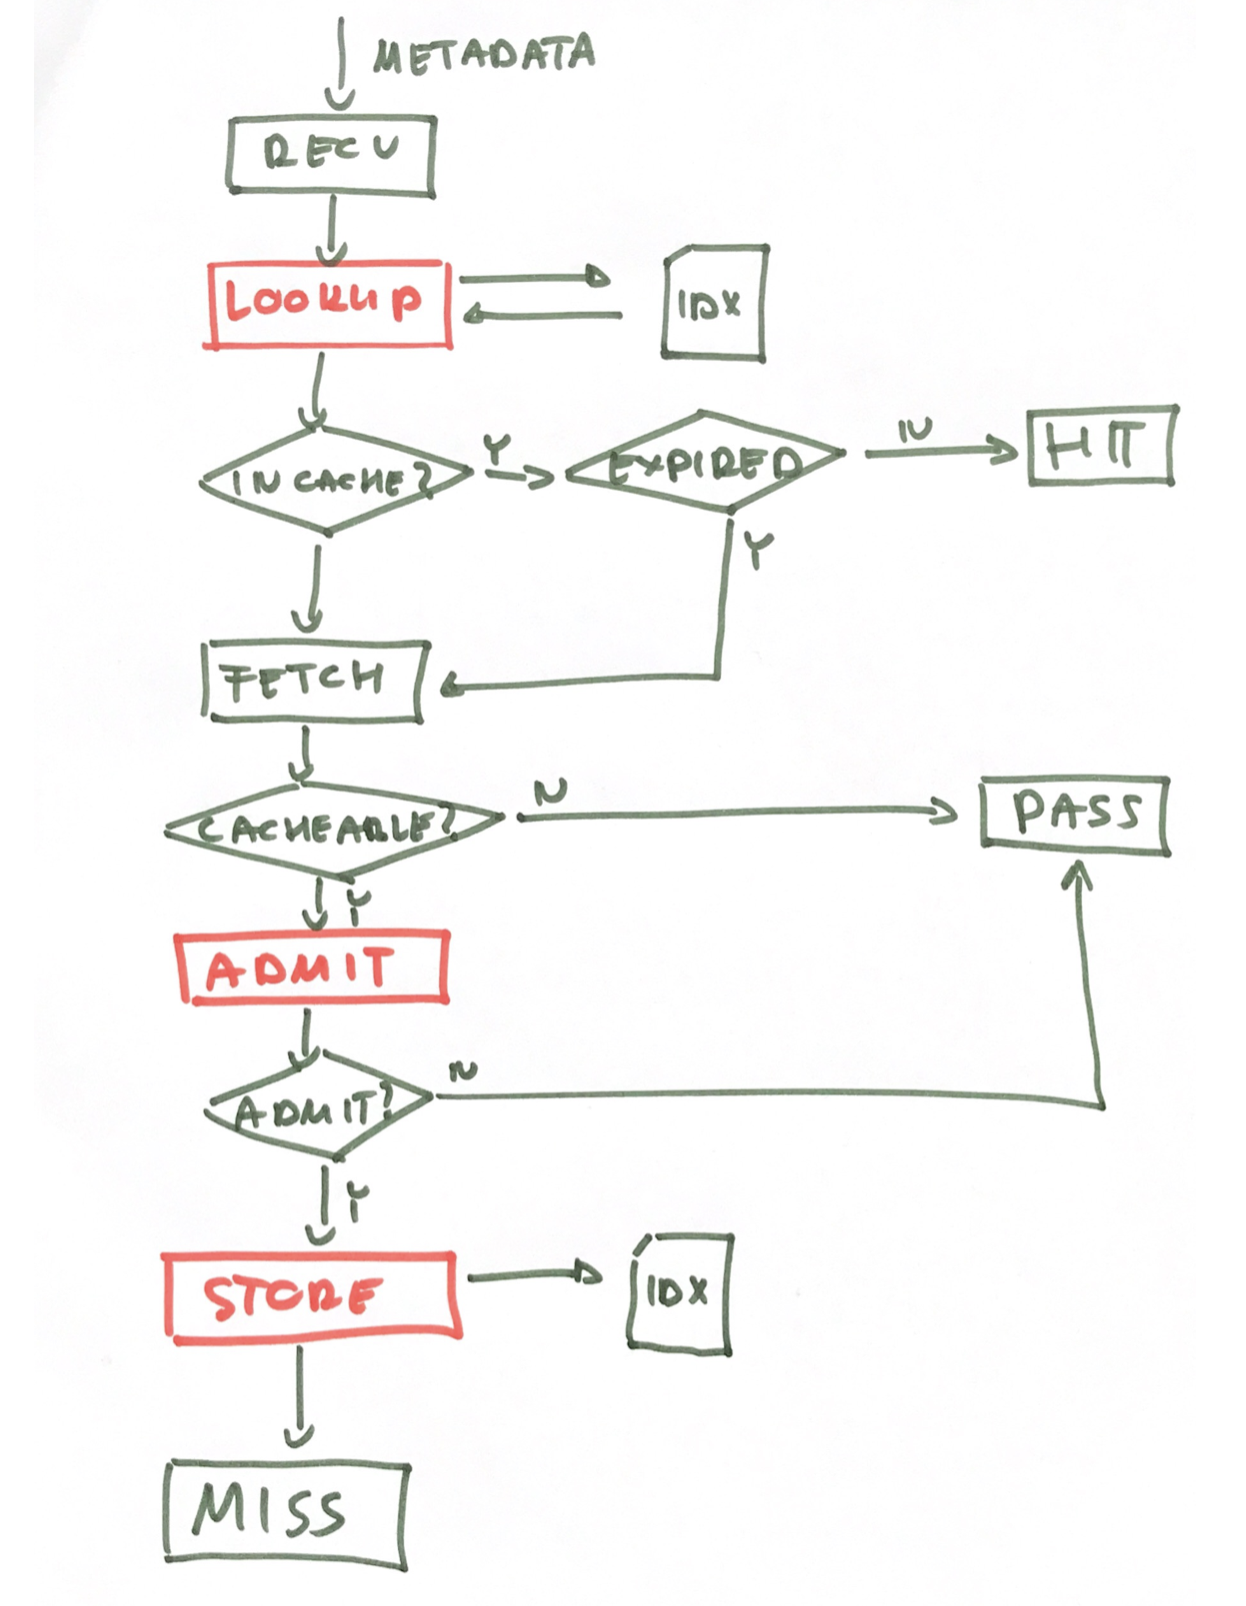 METADATA
RECV
LOOKUP
IDX
IN CACHE?
Y
EXPIRED
N
HIT
Y
FETCH
CACHEABLE?
N
PASS
Y
ADMIT
ADMIT?
N
Y
STORE
IDX
MISS